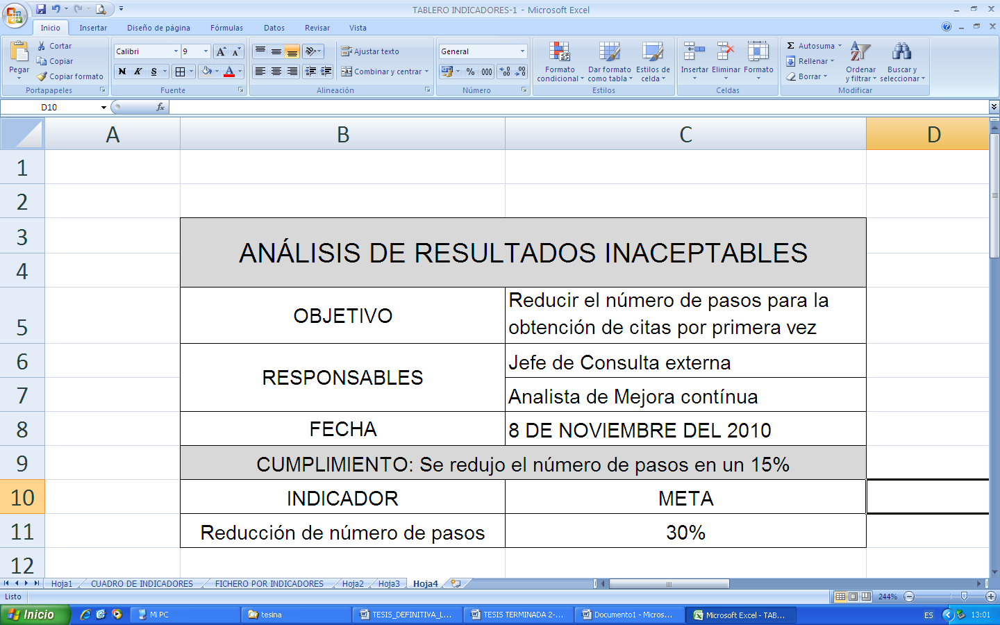 TABLERO INDICADORES-1 - Microsoft Excel
Inicio Insertar Diseño de página Fórmulas Datos Revisar Vista
Pegar
Cortar
Copiar
Copiar formato
Portapapeles
Calibri 9
N K S
Fuente
Ajustar texto
Combinar y centrar
Alineación
General
% 000
Número
Formato condicional
Dar formato como tabla
Estilos de celda
Estilos
Insertar Eliminar Formato
Celdas
Σ Autosuma
Rellenar
Borrar
Ordenar y filtrar
Buscar y seleccionar
Modificar
D10 fx
A B C D
1
2
3
4
ANÁLISIS DE RESULTADOS INACEPTABLES
5
OBJETIVO
Reducir el número de pasos para la
obtención de citas por primera vez
6
RESPONSABLES
Jefe de Consulta externa
7
Analista de Mejora contínua
8 FECHA 8 DE NOVIEMBRE DEL 2010
9 CUMPLIMIENTO: Se redujo el número de pasos en un 15%
10 INDICADOR META
11 Reducción de número de pasos 30%
12
Hoja1 CUADRO DE INDICADORES FICHERO POR INDICADORES Hoja2 Hoja3 Hoja4
Listo 244%
Inicio Mi PC tesina TESIS_DEFINITIVA_L... TESIS TERMINADA 2-... Documento1 - Micros... Microsoft Excel - TAB... ES 13:01